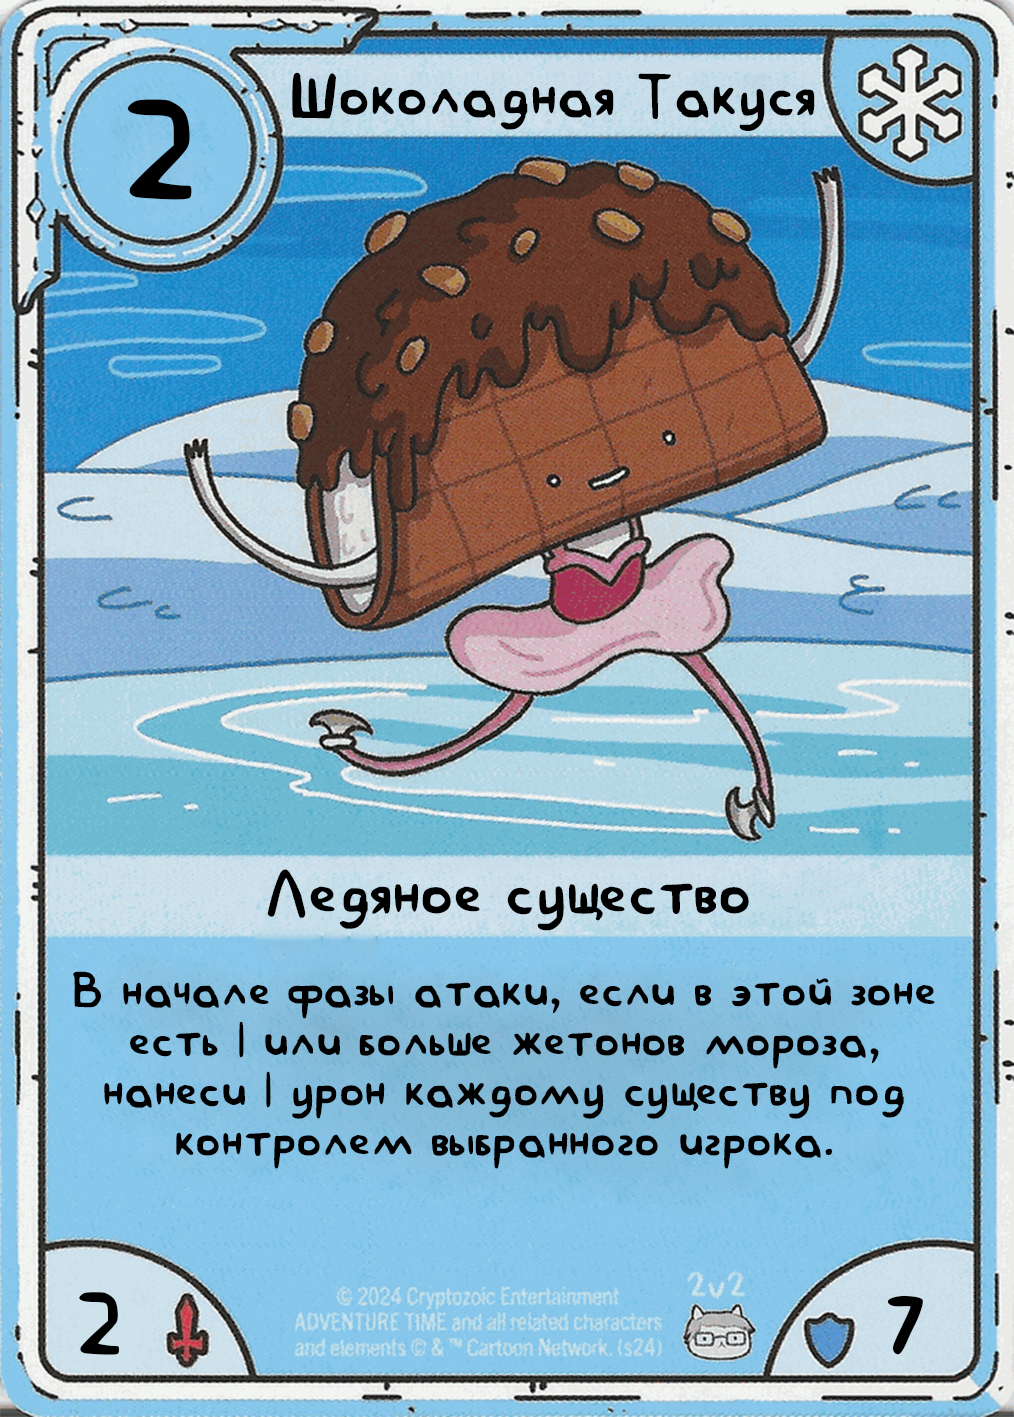 2
Шоколадная Такуся
Ледяное существо
В начале фазы атаки, если в этой зоне
есть 1 или больше жетонов мороза,
нанеси 1 урон каждому существу под
контролем выбранного игрока.
2
© 2024 Cryptozoic Entertainment
ADVENTURE TIME and all related characters
and elements © & ™ Cartoon Network. (s24)
2v2
7